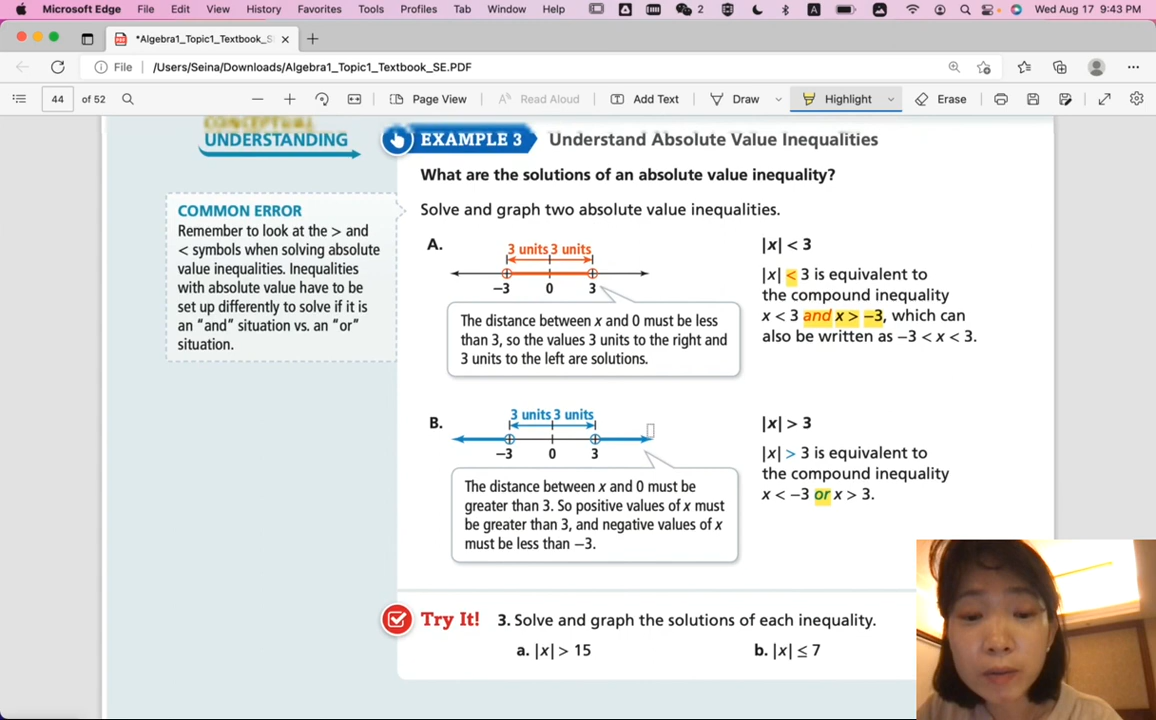 Microsoft Edge File Edit View History Favorites Tools Profiles Tab Window Help 2 A Wed Aug 17 9:43 PM
*Algebra1_Topic1_Textbook_S
File /Users/Seina/Downloads/Algebra1_Topic1_Textbook_SE.PDF
44 of 52 Page View Read Aloud Add Text Draw Highlight Erase
CONCEPTUAL
UNDERSTANDING
EXAMPLE 3 Understand Absolute Value Inequalities
What are the solutions of an absolute value inequality?
COMMON ERROR
Remember to look at the > and
< symbols when solving absolute
value inequalities. Inequalities
with absolute value have to be
set up differently to solve if it is
an “and” situation vs. an “or”
situation.
Solve and graph two absolute value inequalities.
A.
3 units 3 units
−3 0 3
The distance between x and 0 must be less
than 3, so the values 3 units to the right and
3 units to the left are solutions.
|x| < 3
|x| < 3 is equivalent to
the compound inequality
x < 3 and x > −3, which can
also be written as −3 < x < 3.
B.
3 units 3 units
−3 0 3
The distance between x and 0 must be
greater than 3. So positive values of x must
be greater than 3, and negative values of x
must be less than −3.
|x| > 3
|x| > 3 is equivalent to
the compound inequality
x < −3 or x > 3.
Try It! 3. Solve and graph the solutions of each inequality.
a. |x| > 15 b. |x| ≤ 7